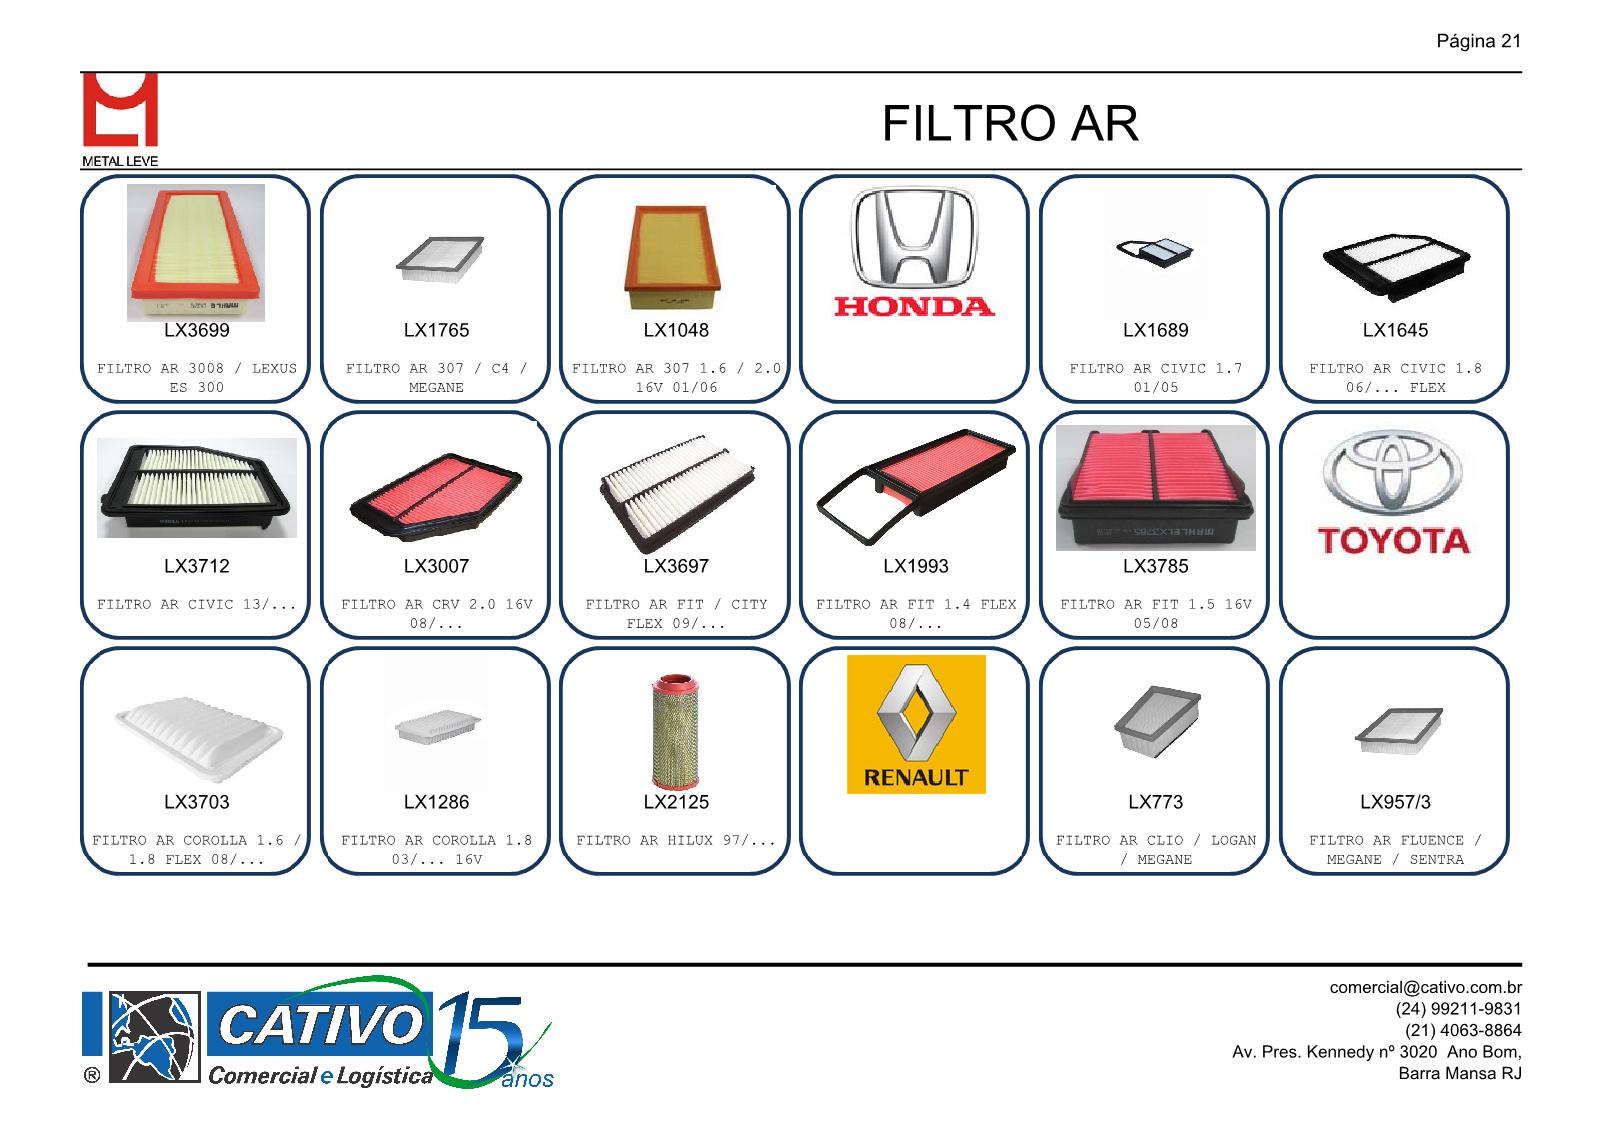 Página 21
METAL LEVE
FILTRO AR
LX3699
FILTRO AR 3008 / LEXUS
ES 300
LX1765
FILTRO AR 307 / C4 /
MEGANE
LX1048
FILTRO AR 307 1.6 / 2.0
16V 01/06
HONDA
LX1689
FILTRO AR CIVIC 1.7
01/05
LX1645
FILTRO AR CIVIC 1.8
06/... FLEX
LX3712
FILTRO AR CIVIC 13/...
LX3007
FILTRO AR CRV 2.0 16V
08/...
LX3697
FILTRO AR FIT / CITY
FLEX 09/...
LX1993
FILTRO AR FIT 1.4 FLEX
08/...
LX3785
FILTRO AR FIT 1.5 16V
05/08
TOYOTA
LX3703
FILTRO AR COROLLA 1.6 /
1.8 FLEX 08/...
LX1286
FILTRO AR COROLLA 1.8
03/... 16V
LX2125
FILTRO AR HILUX 97/...
RENAULT
LX773
FILTRO AR CLIO / LOGAN
/ MEGANE
LX957/3
FILTRO AR FLUENCE /
MEGANE / SENTRA
CATIVO
Comercial e Logística
®
15
anos
comercial@cativo.com.br
(24) 99211-9831
(21) 4063-8864
Av. Pres. Kennedy nº 3020 Ano Bom,
Barra Mansa RJ